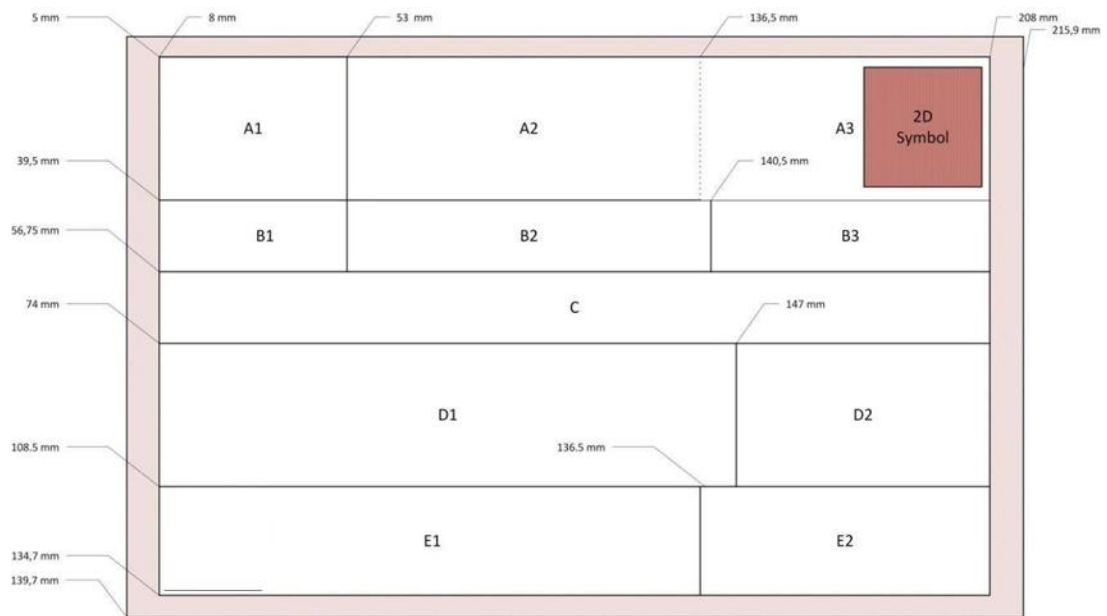 5 mm
8 mm
53 mm
136,5 mm
208 mm
215,9 mm
A1
A2
A3
2D
Symbol
39,5 mm
140,5 mm
B1
B2
B3
56,75 mm
C
74 mm
147 mm
D1
D2
108.5 mm
136.5 mm
E1
E2
134,7 mm
139,7 mm